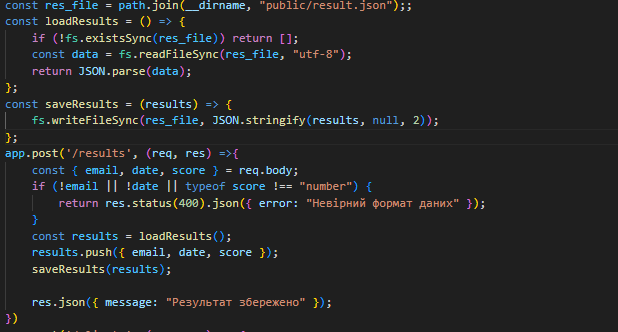 const res_file = path.join(__dirname, "public/result.json");;
const loadResults = () => {
    if (!fs.existsSync(res_file)) return [];
    const data = fs.readFileSync(res_file, "utf-8");
    return JSON.parse(data);
};
const saveResults = (results) => {
    fs.writeFileSync(res_file, JSON.stringify(results, null, 2));
};
app.post('/results', (req, res) =>{
    const { email, date, score } = req.body;
    if (!email || !date || typeof score !== "number") {
        return res.status(400).json({ error: "Невірний формат даних" });
    }
    const results = loadResults();
    results.push({ email, date, score });
    saveResults(results);
    res.json({ message: "Результат збережено" });
})